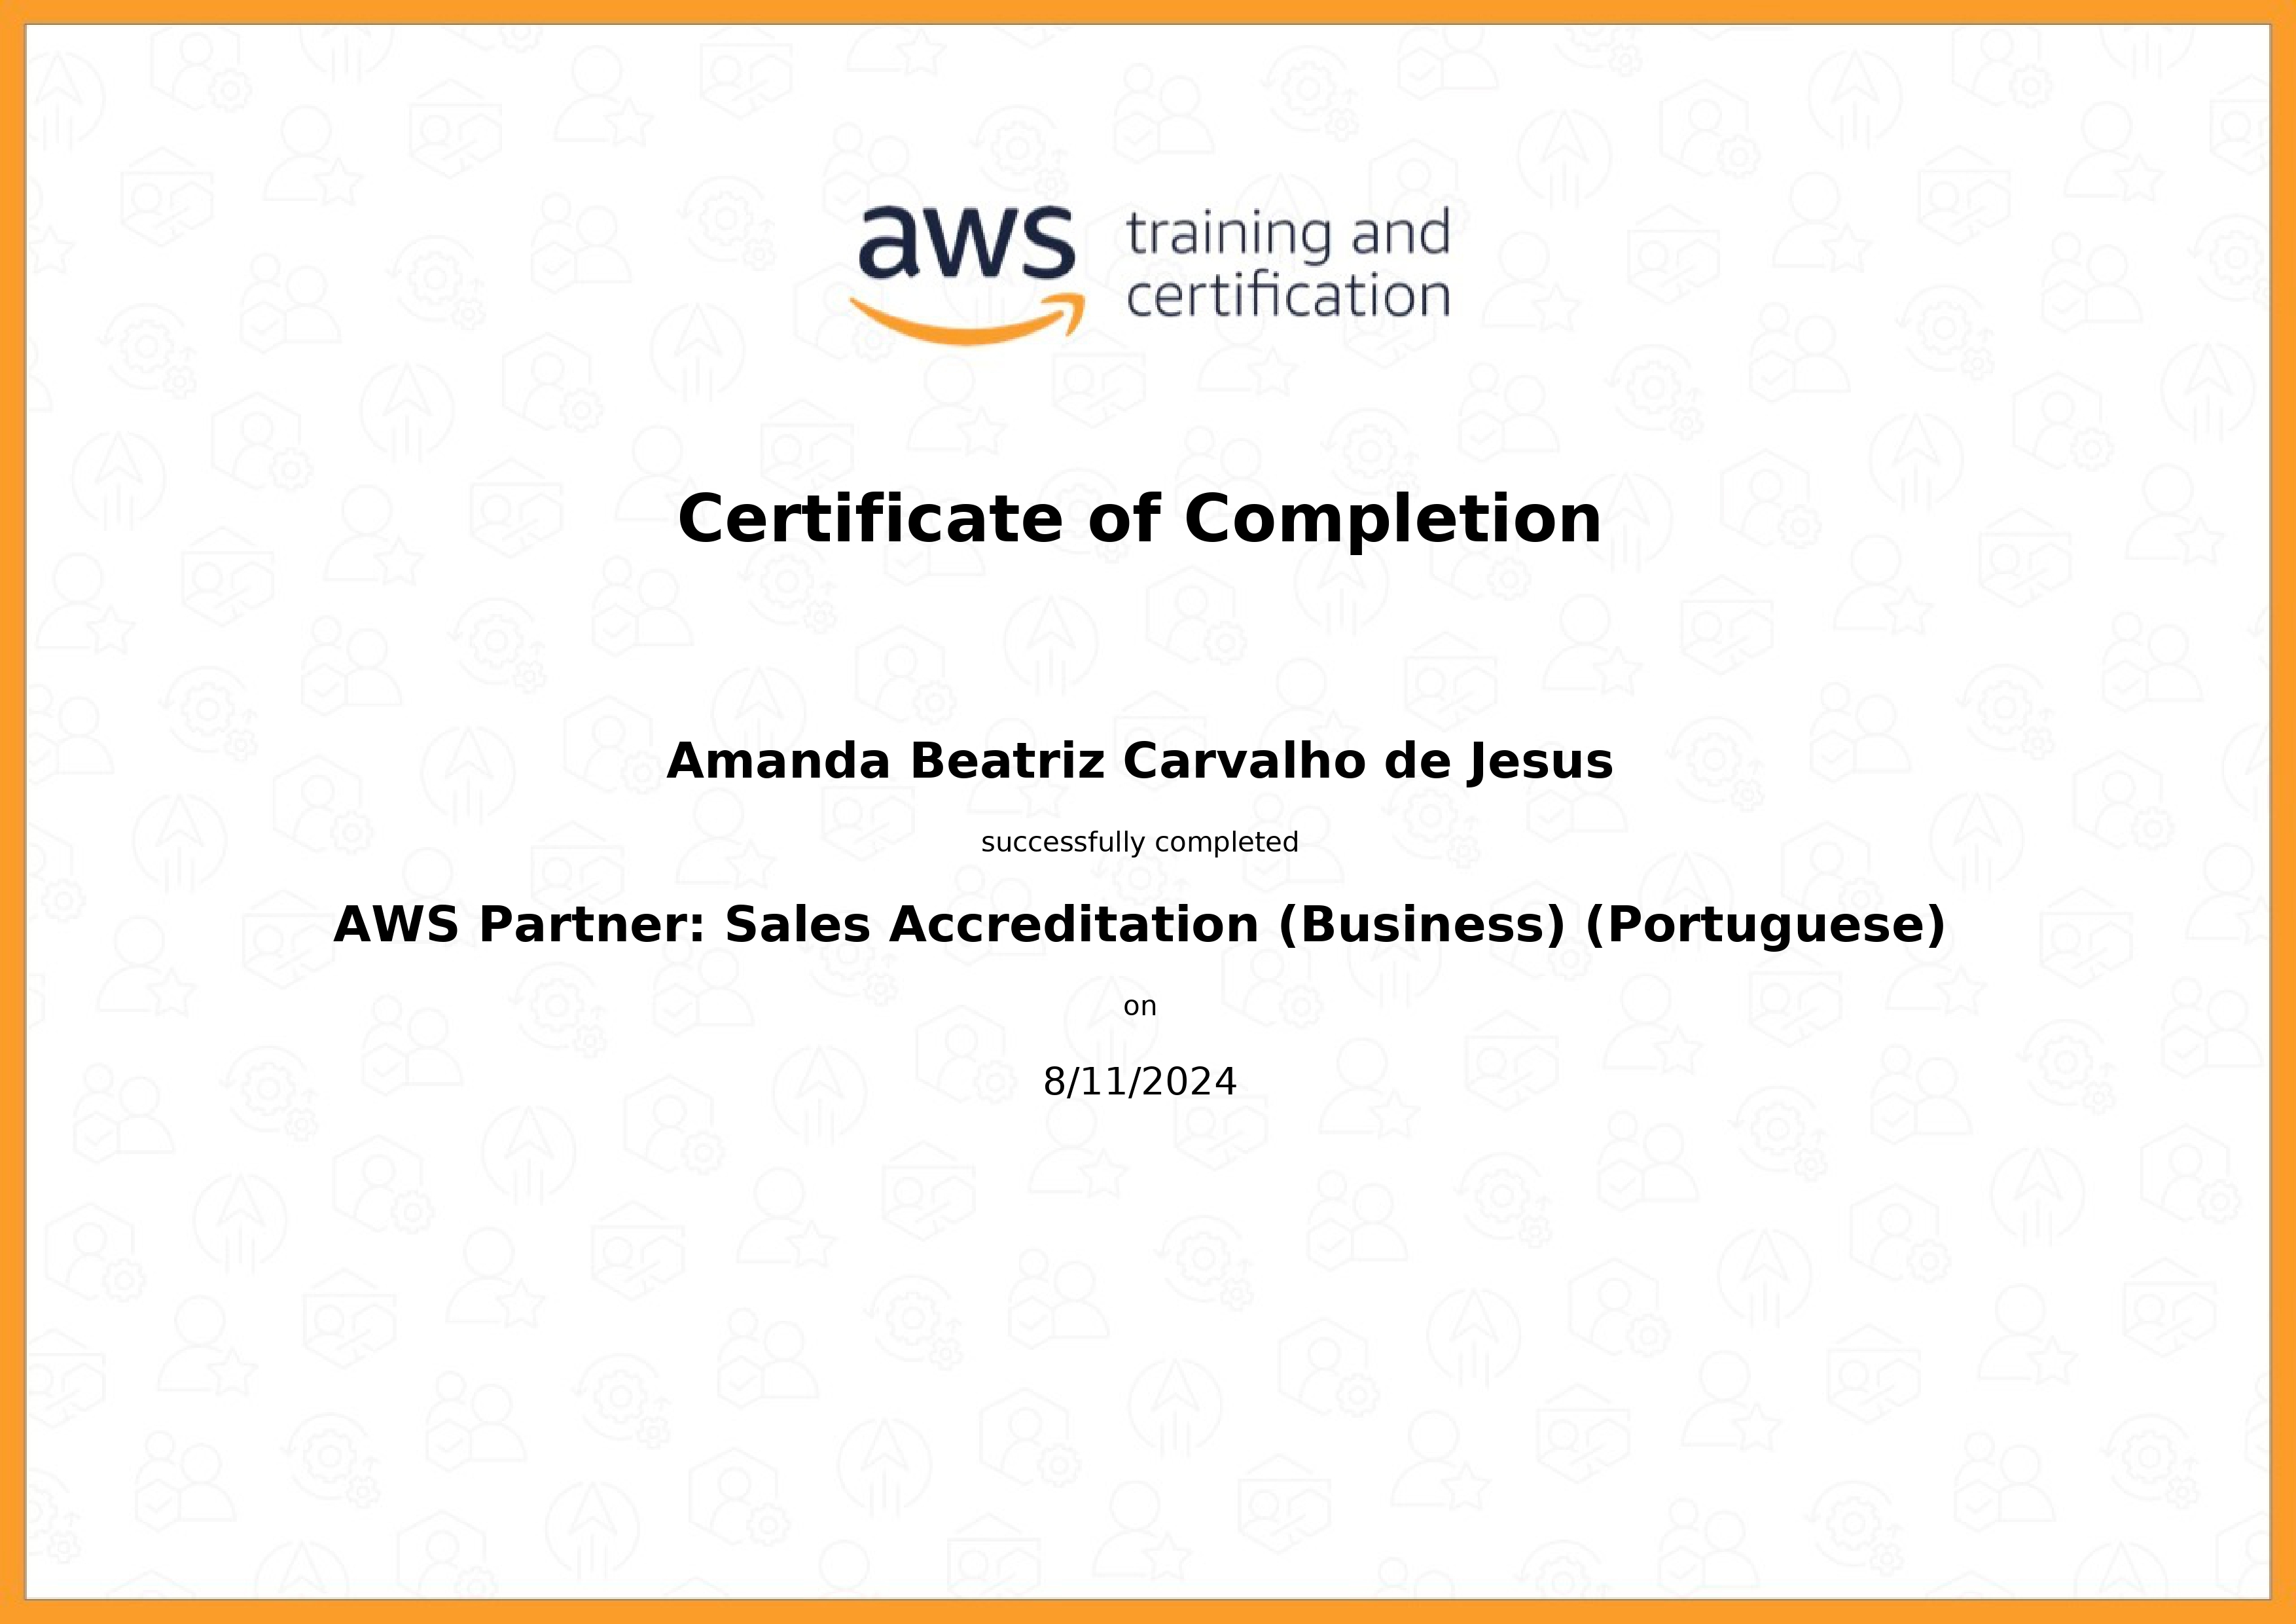 aws training and
certification
Certificate of Completion
Amanda Beatriz Carvalho de Jesus
successfully completed
AWS Partner: Sales Accreditation (Business) (Portuguese)
on
8/11/2024